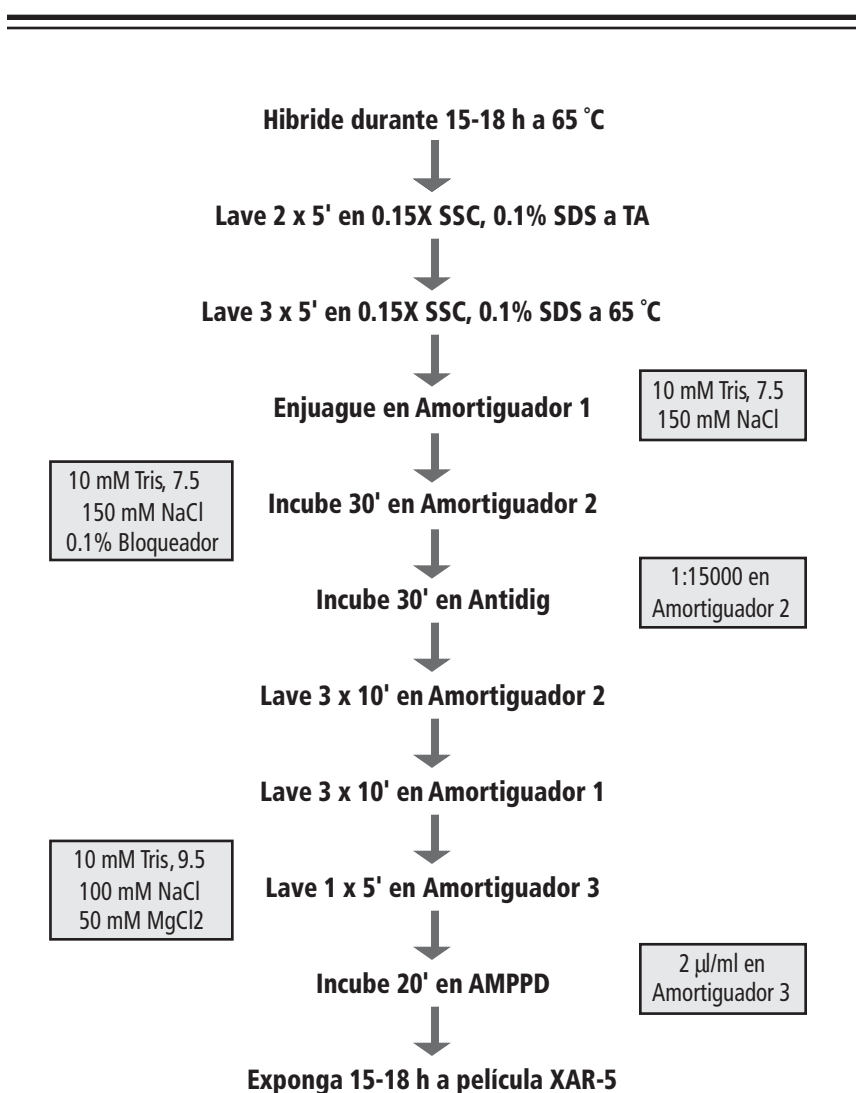 Hibride durante 15-18 h a 65 ˚C
Lave 2 x 5' en 0.15X SSC, 0.1% SDS a TA
Lave 3 x 5' en 0.15X SSC, 0.1% SDS a 65 ˚C
Enjuague en Amortiguador 1
10 mM Tris, 7.5
150 mM NaCl
10 mM Tris, 7.5
150 mM NaCl
0.1% Bloqueador
Incube 30' en Amortiguador 2
Incube 30' en Antidig
1:15000 en
Amortiguador 2
Lave 3 x 10' en Amortiguador 2
Lave 3 x 10' en Amortiguador 1
10 mM Tris, 9.5
100 mM NaCl
50 mM MgCl2
Lave 1 x 5' en Amortiguador 3
Incube 20' en AMPPD
2 µl/ml en
Amortiguador 3
Exponga 15-18 h a película XAR-5